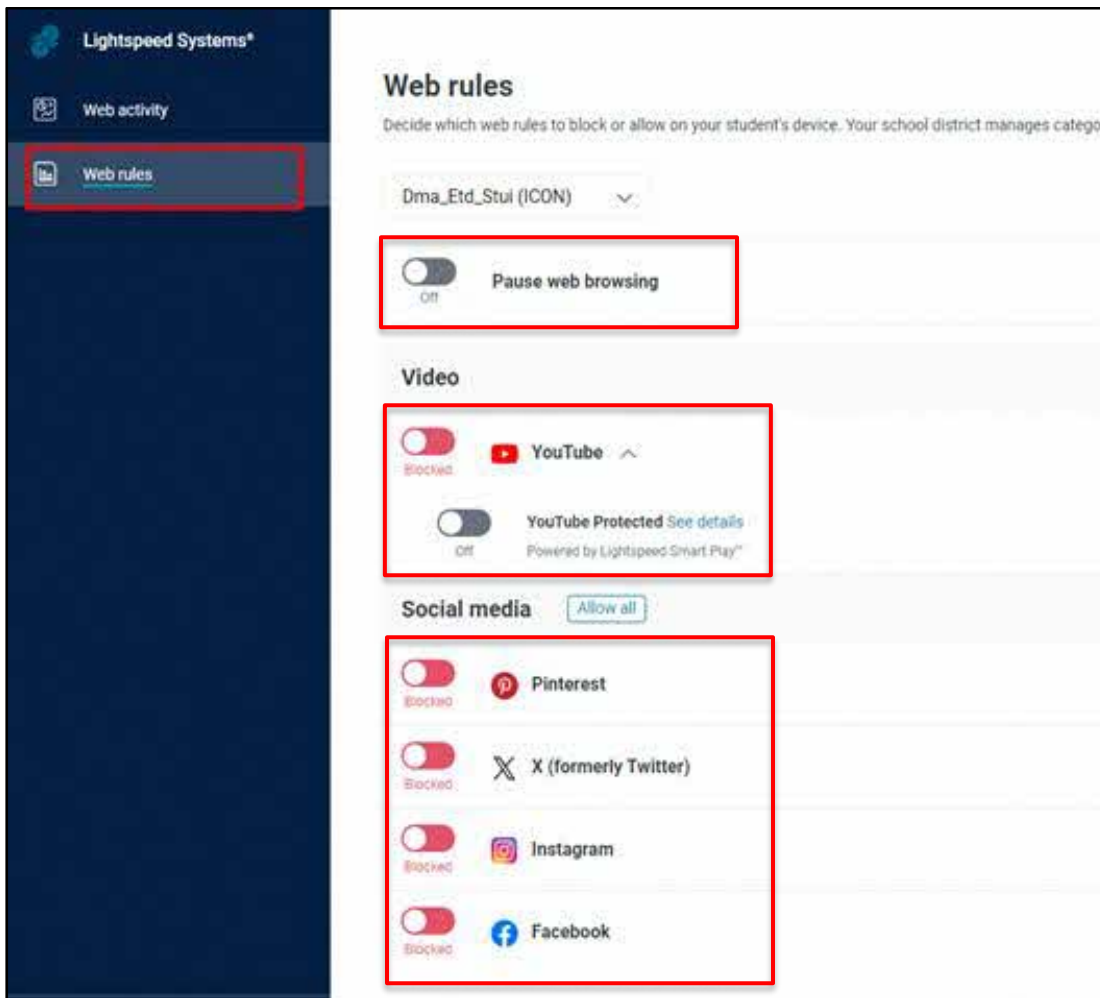 Lightspeed Systems®
Web activity
Web rules
Web rules
Decide which web rules to block or allow on your student's device. Your school district manages catego
Dma_Etd_Stui (ICON)
Off
Pause web browsing
Video
Blocked
YouTube
Off
YouTube Protected See details
Powered by Lightspeed Smart Play™
Social media
Allow all
Blocked
Pinterest
Blocked
X (formerly Twitter)
Blocked
Instagram
Blocked
Facebook